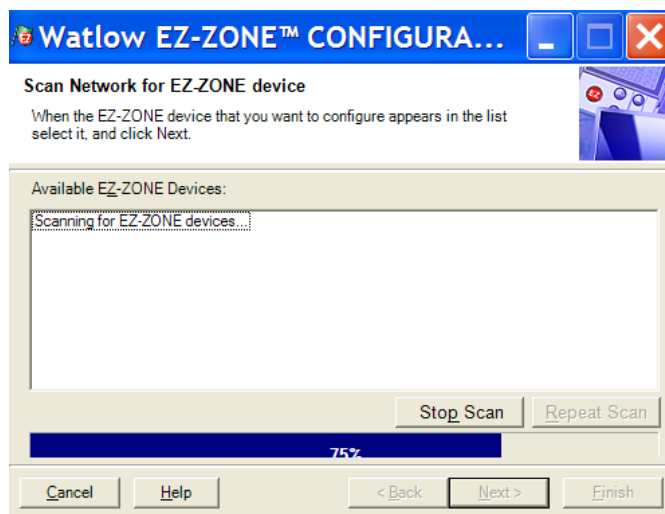 Watlow EZ-ZONE™ CONFIGURA...
Scan Network for EZ-ZONE device
When the EZ-ZONE device that you want to configure appears in the list
select it, and click Next.
EZ
Available EZ-ZONE Devices:
Scanning for EZ-ZONE devices...
Stop Scan Repeat Scan
75%
Cancel Help < Back Next > Finish